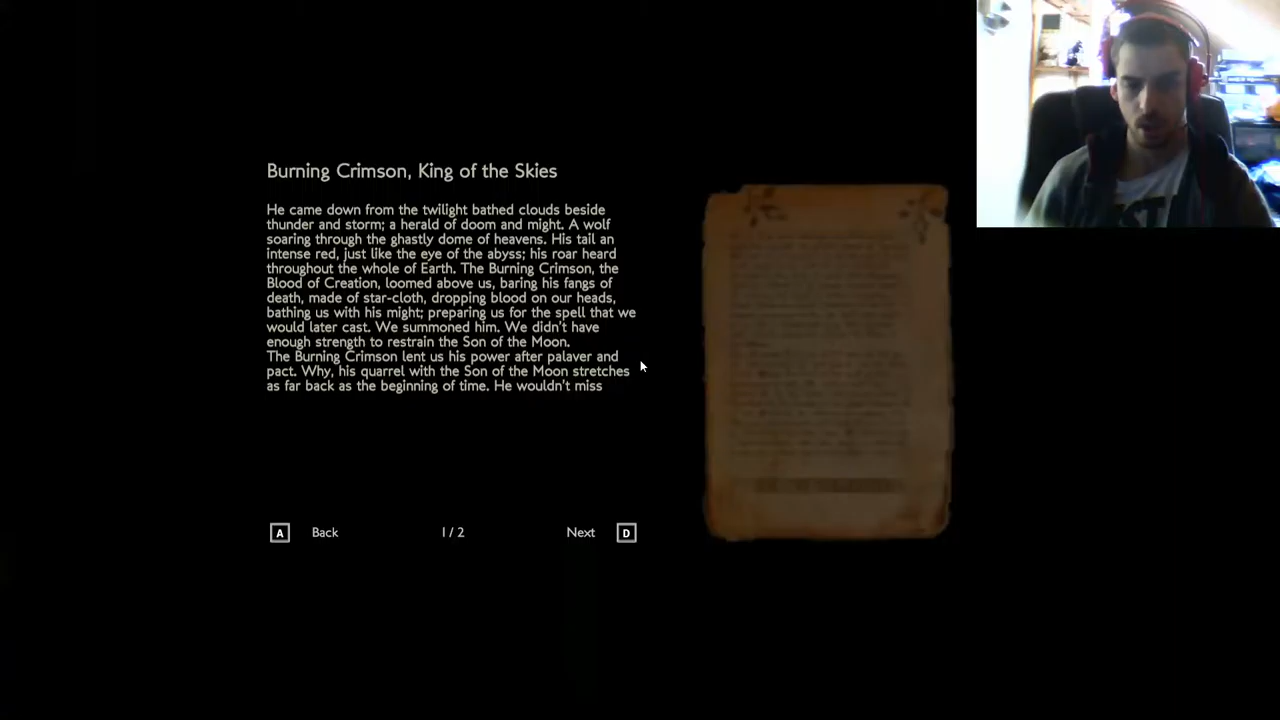 Burning Crimson, King of the Skies
He came down from the twilight bathed clouds beside
thunder and storm; a herald of doom and might. A wolf
soaring through the ghastly dome of heavens. His tail an
intense red, just like the eye of the abyss; his roar heard
throughout the whole of Earth. The Burning Crimson, the
Blood of Creation, loomed above us, baring his fangs of
death, made of star-cloth, dropping blood on our heads,
bathing us with his might; preparing us for the spell that we
would later cast. We summoned him. We didn't have
enough strength to restrain the Son of the Moon.
The Burning Crimson lent us his power after palaver and
pact. Why, his quarrel with the Son of the Moon stretches
as far back as the beginning of time. He wouldn't miss
A Back 1 / 2 Next D